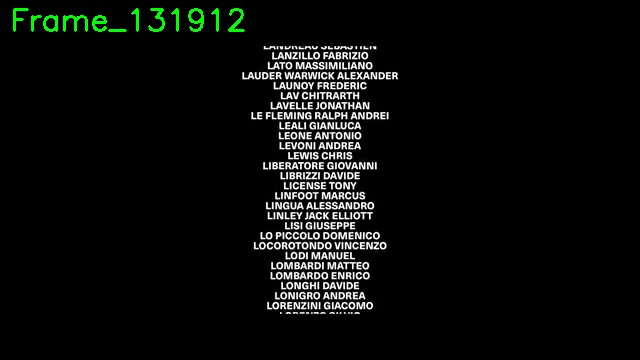 Frame_131912
LANDREAU SEBASTIEN
LANZILLO FABRIZIO
LATO MASSIMILIANO
LAUDER WARWICK ALEXANDER
LAUNOY FREDERIC
LAV CHITRARTH
LAVELLE JONATHAN
LE FLEMING RALPH ANDREI
LEALI GIANLUCA
LEONE ANTONIO
LEVONI ANDREA
LEWIS CHRIS
LIBERATORE GIOVANNI
LIBRIZZI DAVIDE
LICENSE TONY
LINFOOT MARCUS
LINGUA ALESSANDRO
LINLEY JACK ELLIOTT
LISI GIUSEPPE
LO PICCOLO DOMENICO
LOCOROTONDO VINCENZO
LODI MANUEL
LOMBARDI MATTEO
LOMBARDO ENRICO
LONGHI DAVIDE
LONIGRO ANDREA
LORENZINI GIACOMO